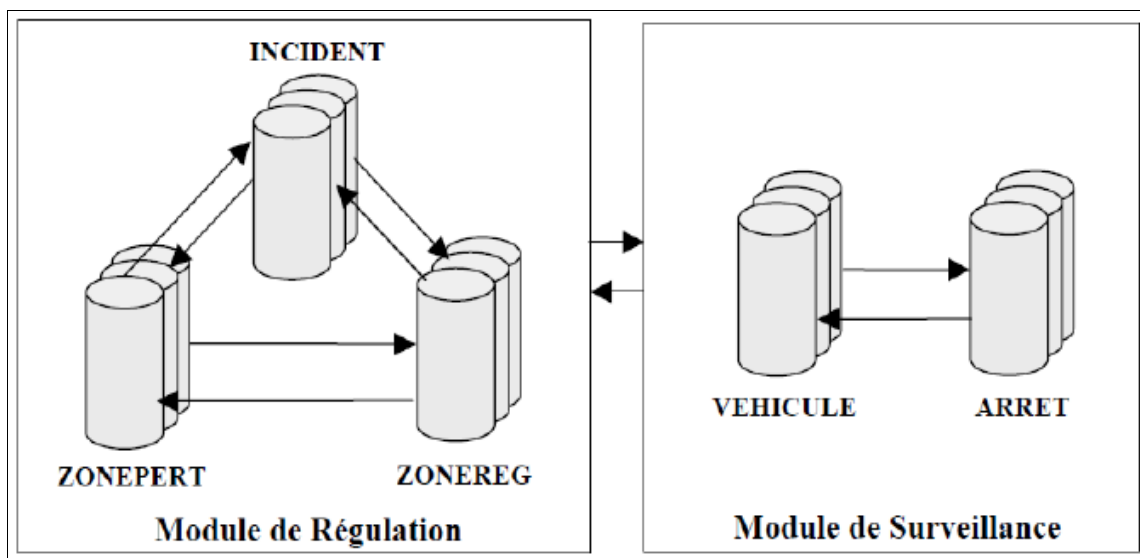 INCIDENT
ZONEPERT
ZONEREG
Module de Régulation
VEHICULE
ARRET
Module de Surveillance